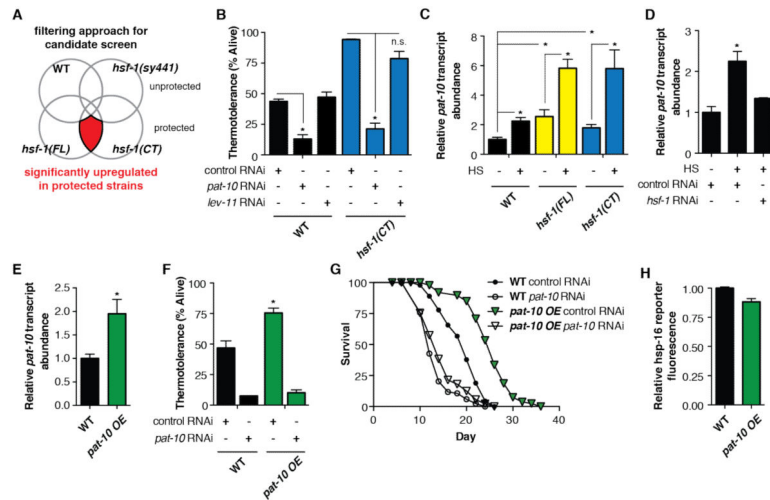 A
filtering approach for
candidate screen
WT
hsf-1(sy441)
unprotected
protected
hsf-1(FL)
hsf-1(CT)
significantly upregulated
in protected strains
B
Thermotolerance (% Alive)
100
75
50
25
0
*
*
n.s.
control RNAi + - - + - -
pat-10 RNAi - + - - + -
lev-11 RNAi - - + - - +
WT
hsf-1(CT)
C
Relative pat-10 transcript
abundance
8
6
4
2
0
*
*
*
*
*
HS - + - + - +
WT
hsf-1(FL)
hsf-1(CT)
D
Relative pat-10 transcript
abundance
3
2
1
0
*
HS - + +
control RNAi + + -
hsf-1 RNAi - - +
E
Relative pat-10 transcript
abundance
2.5
2.0
1.5
1.0
0.5
0.0
*
WT
pat-10 OE
F
Thermotolerance (% Alive)
100
75
50
25
0
*
control RNAi + - + -
pat-10 RNAi - + - +
WT
pat-10 OE
G
Survival
100
80
60
40
20
0
0 10 20 30 40
Day
WT control RNAi
WT pat-10 RNAi
pat-10 OE control RNAi
pat-10 OE pat-10 RNAi
H
Relative hsp-16 reporter
fluorescence
1.00
0.75
0.50
0.25
0.00
WT
pat-10 OE